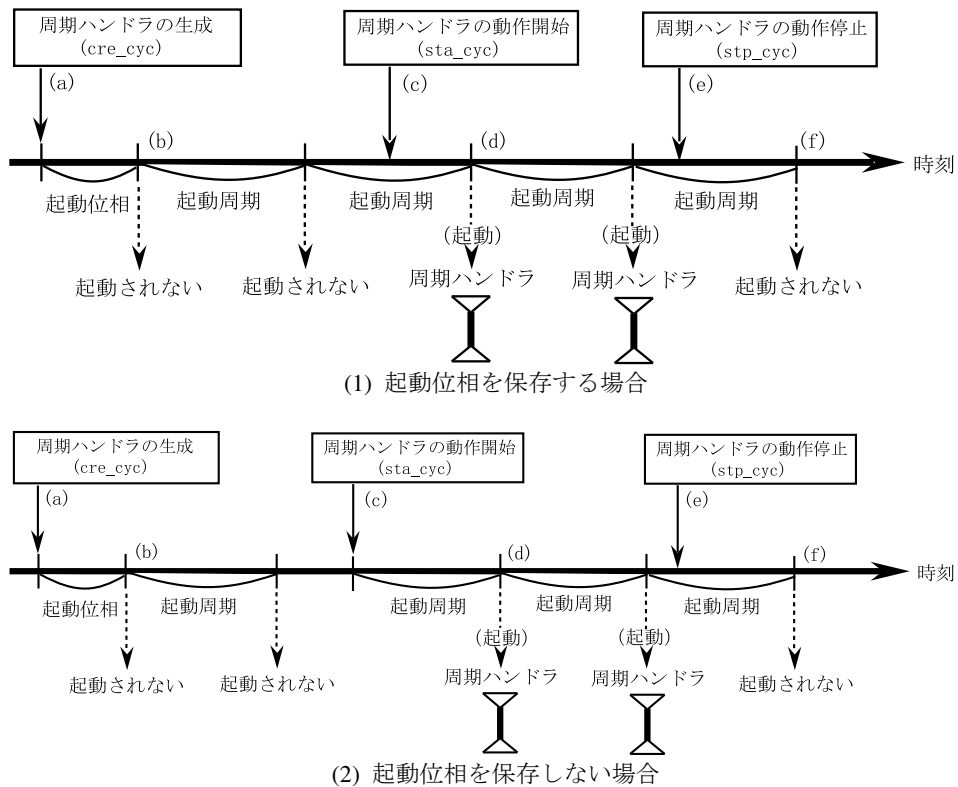 周期ハンドラの生成
(cre_cyc)
周期ハンドラの動作開始
(sta_cyc)
周期ハンドラの動作停止
(stp_cyc)
(a)
(c)
(e)
(b)
(d)
(f)
時刻
起動位相
起動周期
起動周期
起動周期
起動周期
(起動)
(起動)
起動されない
起動されない
周期ハンドラ
周期ハンドラ
起動されない
(1) 起動位相を保存する場合
周期ハンドラの生成
(cre_cyc)
周期ハンドラの動作開始
(sta_cyc)
周期ハンドラの動作停止
(stp_cyc)
(a)
(c)
(e)
(b)
(d)
(f)
時刻
起動位相
起動周期
起動周期
起動周期
起動周期
(起動)
(起動)
起動されない
起動されない
周期ハンドラ
周期ハンドラ
起動されない
(2) 起動位相を保存しない場合